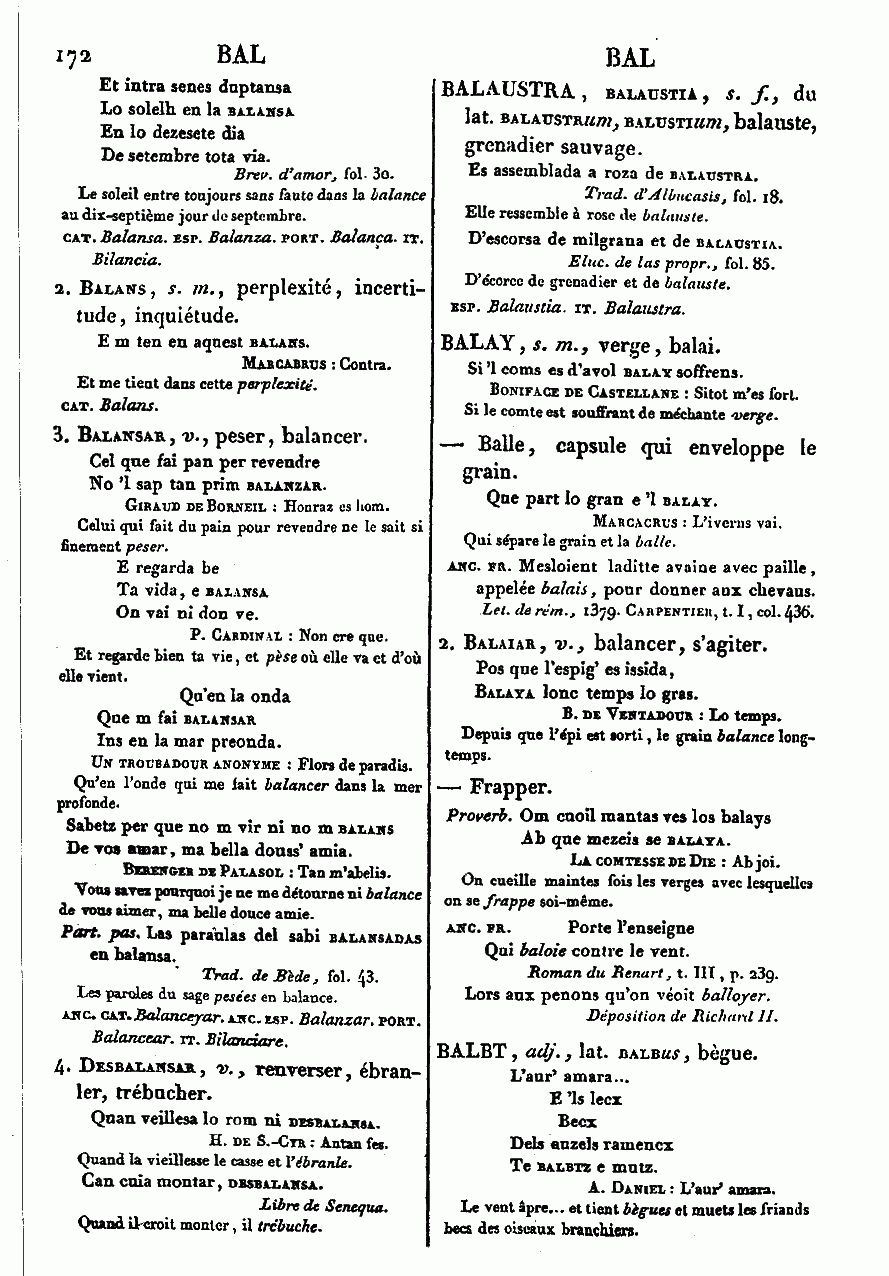 172 BAL BAL
Et intra senes duptansa
Lo solelh en la BALANSA
En lo dezesete dia
De setembre tota via.
Brev. d'amor, fol. 30.
Le soleil entre toujours sans faute dans la balance
au dix-septième jour de septembre.
CAT. Balansa. ESP. Balanza. PORT. Balança. IT.
Bilancia.
2. BALANS, s. m., perplexité, incerti-
tude, inquiétude.
E m ten en aquest BALANS.
MARCABRUS : Contra.
Et me tient dans cette perplexité.
CAT. Balans.
3. BALANSAR, v., peser, balancer.
Cel que fai pan per revendre
No 'l sap tan prim BALANZAR.
GIRAUD DE BORNEIL : Honraz es hom.
Celui qui fait du pain pour revendre ne le sait si
finement peser.
E regarda be
Ta vida, e BALANSA
On vai ni don ve.
P. CARDINAL : Non cre que.
Et regarde bien ta vie, et pèse où elle va et d'où
elle vient.
Qu'en la onda
Que m fai BALANSAR
Ins en la mar preonda.
UN TROUBADOUR ANONYME : Flors de paradis.
Qu'en l'onde qui me fait balancer dans la mer
profonde.
Sabetz per que no m vir ni no m BALANS
De vos amar, ma bella douss' amia.
BERENGER DE PALASOL : Tan m'abelis.
Vous savez pourquoi je ne me détourne ni balance
de vous aimer, ma belle douce amie.
Part. pas. Las paraulas del sabi BALANSADAS
en balansa.
Trad. de Bède, fol. 43.
Les paroles du sage pesées en balance.
ANC. CAT. Balanceyar. ANC. ESP. Balanzar. PORT.
Balancear. IT. Bilanciare.
4. DESBALANSAR, v., renverser, ébran-
ler, trébucher.
Quan veillesa lo rom ni DESBALANSA.
H. DE S.-CYR : Antan fes.
Quand la vieillesse le casse et l'ébranle.
Can cuia montar, DESBALANSA.
Libre de Senequa.
Quand il croit monter, il trébuche.
BALAUSTRA, BALAUSTIA, s. f., du
lat. BALAUSTRum, BALUSTIum, balauste,
grenadier sauvage.
Es assemblada a roza de BALAUSTRA.
Trad. d'Albucasis, fol. 18.
Elle ressemble à rose de balauste.
D'escorsa de milgrana et de BALAUSTIA.
Eluc. de las propr., fol. 85.
D'écorce de grenadier et de balauste.
ESP. Balaustia. IT. Balaustra.
BALAY, s. m., verge, balai.
Si 'l coms es d'avol BALAY soffrens.
BONIFACE DE CASTELLANE : Sitot m'es fort.
Si le comte est souffrant de méchante verge.
— Balle, capsule qui enveloppe le
grain.
Que part lo gran e 'l BALAY.
MARCACRUS : L'iverns vai.
Qui sépare le grain et la balle.
ANC. FR. Mesloient laditte avaine avec paille,
appelée balais, pour donner aux chevaus.
Let. de rém., 1379. CARPENTIER, t. I, col. 436.
2. BALAIAR, v., balancer, s'agiter.
Pos que l'espig' es issida,
BALAYA lonc temps lo gras.
B. DE VENTADOUR : Lo temps.
Depuis que l'épi est sorti, le grain balance long-
temps.
— Frapper.
Proverb. Om cuoil mantas ves los balays
Ab que mezeis se BALAYA.
LA COMTESSE DE DIE : Ab joi.
On cueille maintes fois les verges avec lesquelles
on se frappe soi-même.
ANC. FR. Porte l'enseigne
Qui baloie contre le vent.
Roman du Renart, t. III, p. 239.
Lors aux penons qu'on véoit balloyer.
Déposition de Richard II.
BALBT, adj., lat. BALBus, bègue.
L'aur' amara...
E 'ls lecx
Becx
Dels auzels ramencx
Te BALBTZ e mutz.
A. DANIEL : L'aur' amara.
Le vent âpre... et tient bègues et muets les friands
becs des oiseaux branchiers.